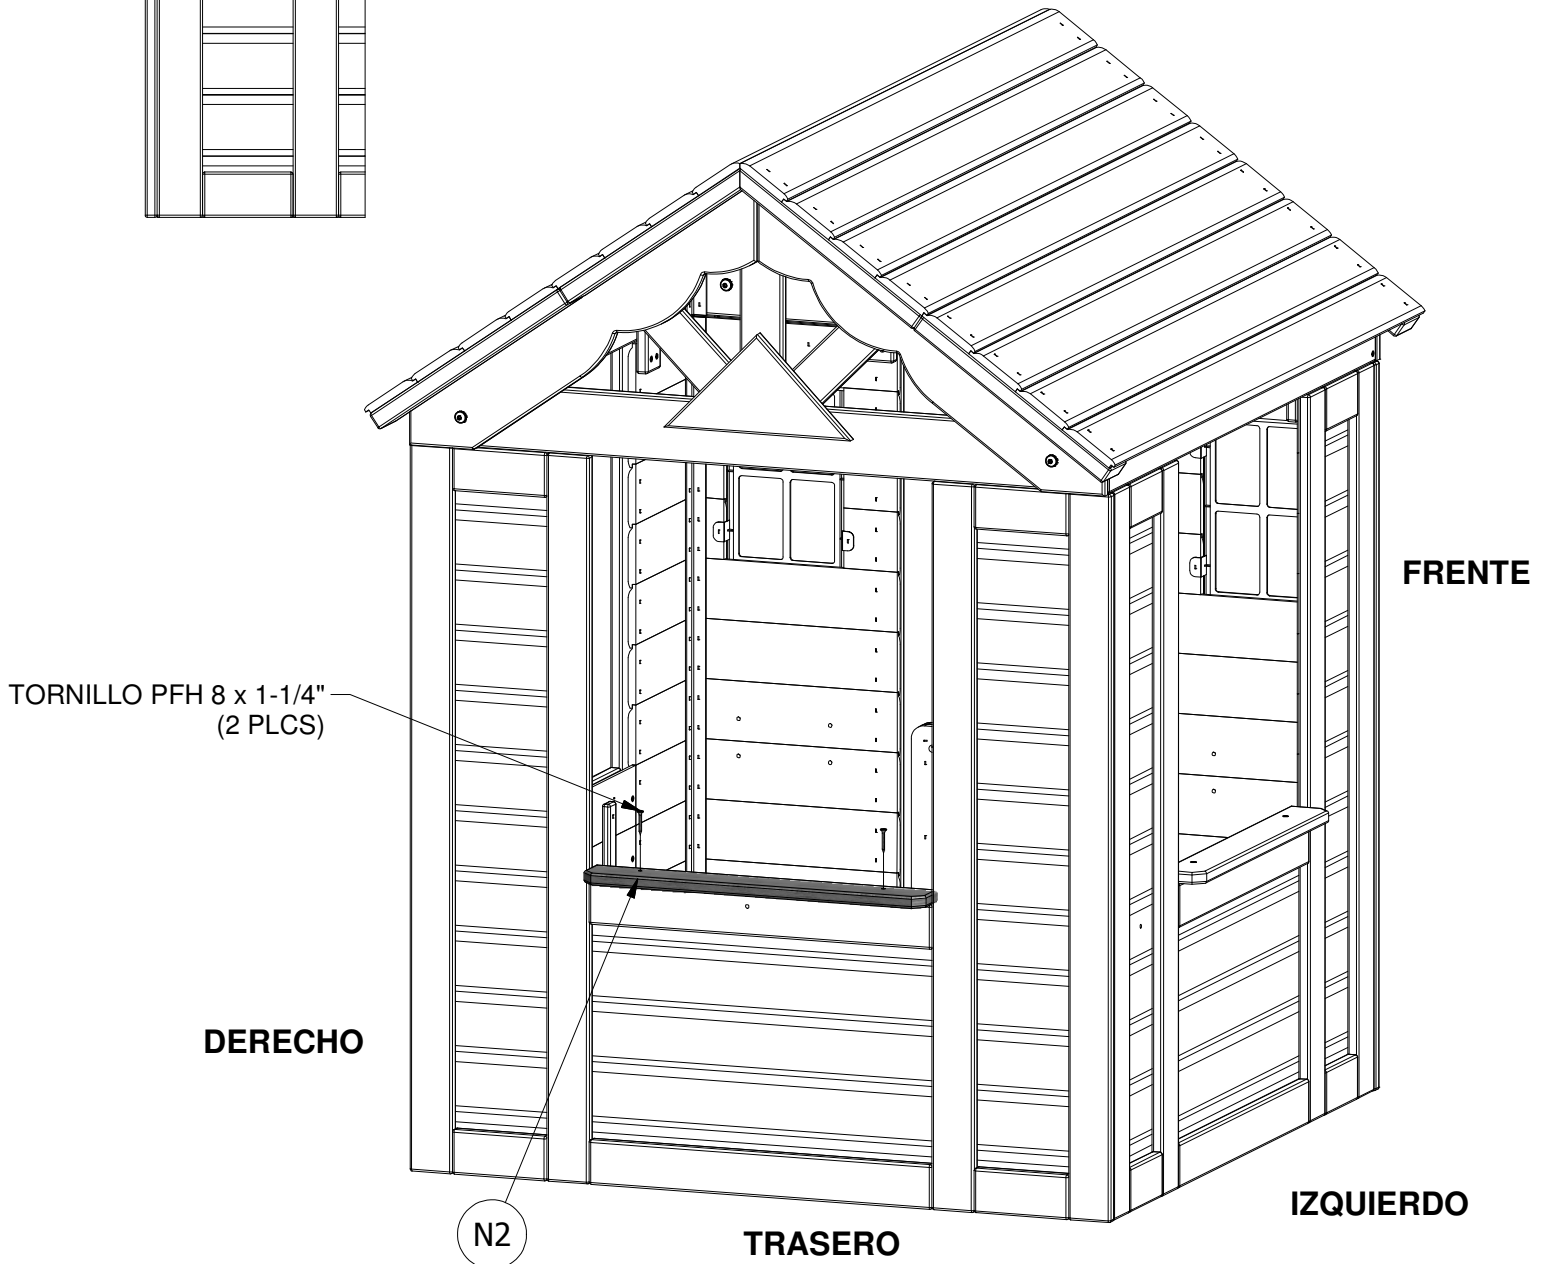 FRENTE
TORNILLO PFH 8 x 1-1/4"
(2 PLCS)
DERECHO
IZQUIERDO
N2
TRASERO